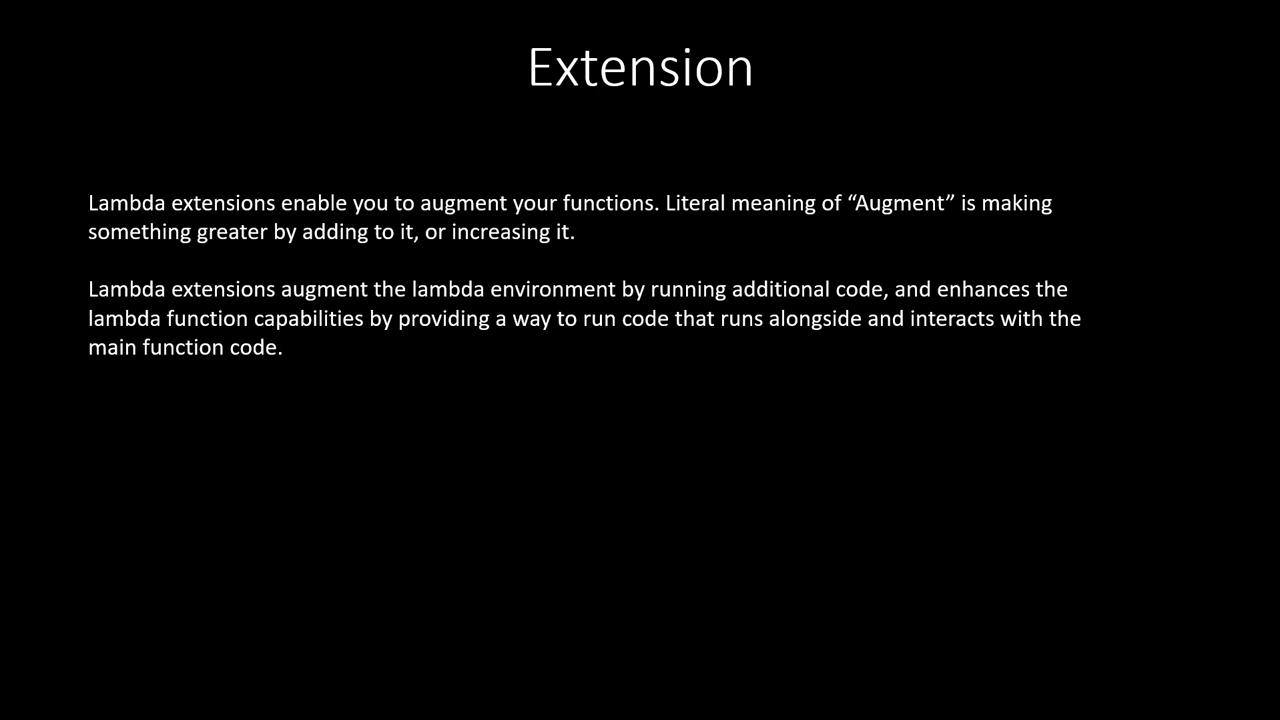 Extension
Lambda extensions enable you to augment your functions. Literal meaning of “Augment” is making
something greater by adding to it, or increasing it.
Lambda extensions augment the lambda environment by running additional code, and enhances the
lambda function capabilities by providing a way to run code that runs alongside and interacts with the
main function code.